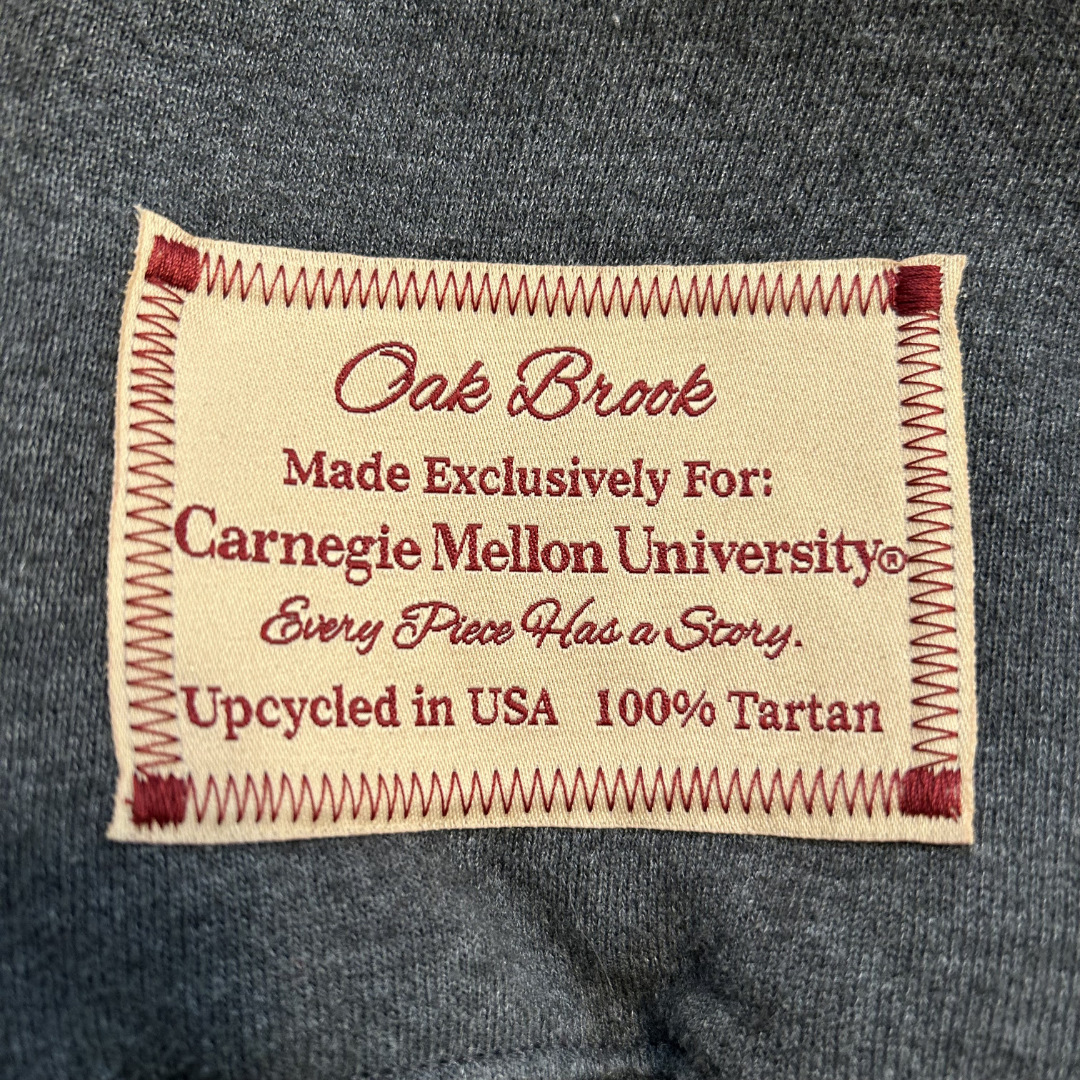 Oak Brook
Made Exclusively For:
Carnegie Mellon University®
Every Piece Has a Story.
Upcycled in USA 100% Tartan